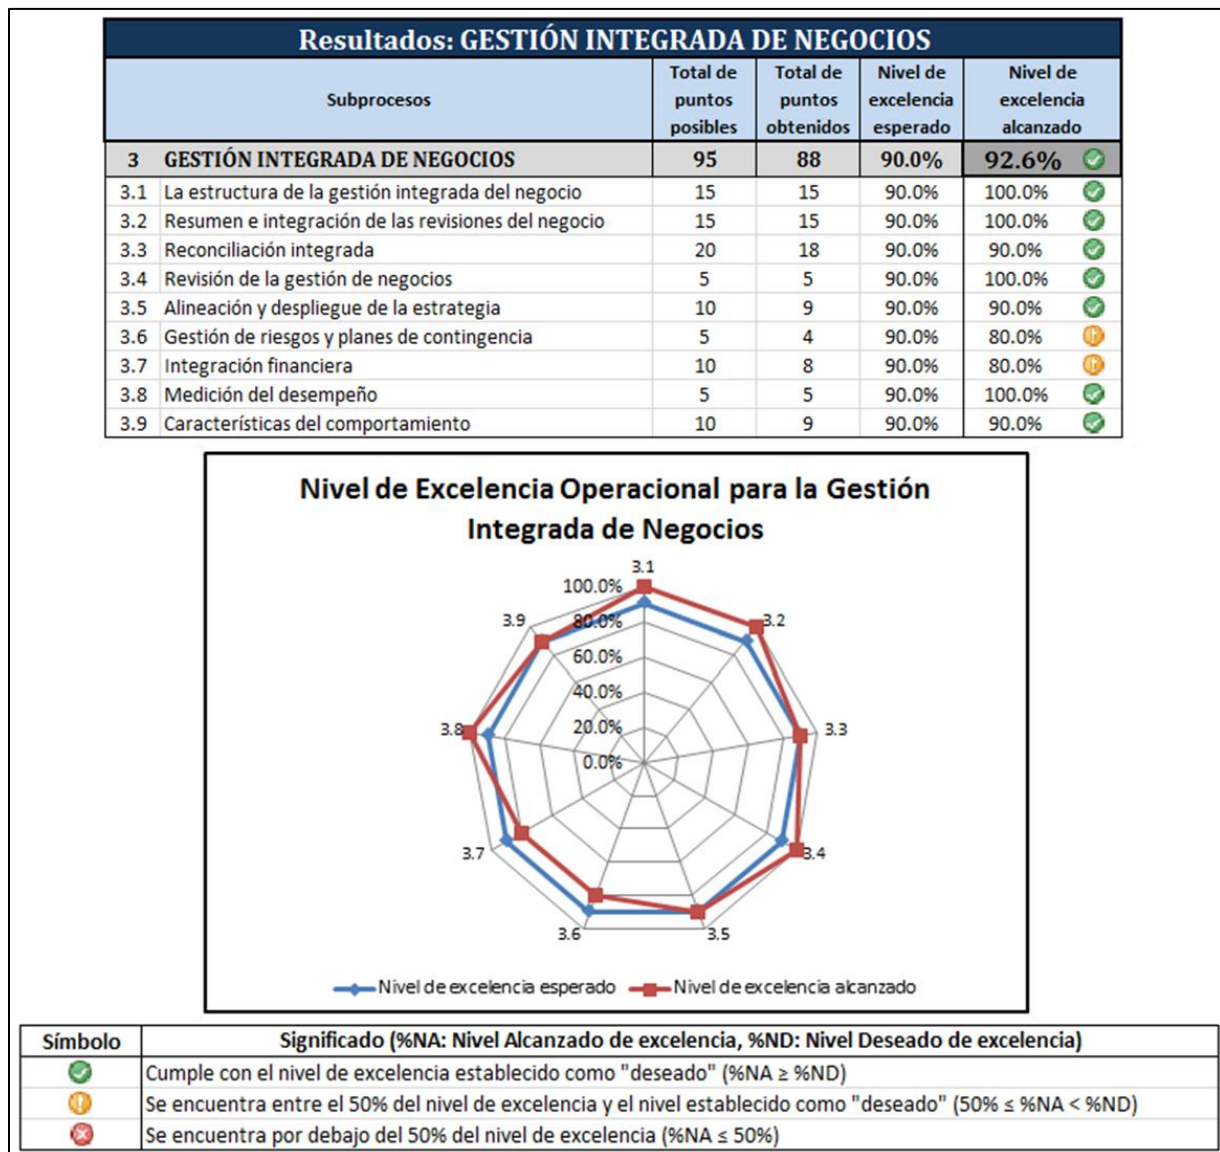 Resultados: GESTIÓN INTEGRADA DE NEGOCIOS
Subprocesos
Total de puntos posibles
Total de puntos obtenidos
Nivel de excelencia esperado
Nivel de excelencia alcanzado
3 GESTIÓN INTEGRADA DE NEGOCIOS 95 88 90.0% 92.6%
3.1 La estructura de la gestión integrada del negocio 15 15 90.0% 100.0%
3.2 Resumen e integración de las revisiones del negocio 15 15 90.0% 100.0%
3.3 Reconciliación integrada 20 18 90.0% 90.0%
3.4 Revisión de la gestión de negocios 5 5 90.0% 100.0%
3.5 Alineación y despliegue de la estrategia 10 9 90.0% 90.0%
3.6 Gestión de riesgos y planes de contingencia 5 4 90.0% 80.0%
3.7 Integración financiera 10 8 90.0% 80.0%
3.8 Medición del desempeño 5 5 90.0% 100.0%
3.9 Características del comportamiento 10 9 90.0% 90.0%
Nivel de Excelencia Operacional para la Gestión
Integrada de Negocios
3.1
3.2
3.3
3.4
3.5
3.6
3.7
3.8
3.9
100.0%
80.0%
60.0%
40.0%
20.0%
0.0%
Nivel de excelencia esperado Nivel de excelencia alcanzado
Símbolo Significado (%NA: Nivel Alcanzado de excelencia, %ND: Nivel Deseado de excelencia)
Cumple con el nivel de excelencia establecido como "deseado" (%NA ≥ %ND)
Se encuentra entre el 50% del nivel de excelencia y el nivel establecido como "deseado" (50% ≤ %NA < %ND)
Se encuentra por debajo del 50% del nivel de excelencia (%NA ≤ 50%)